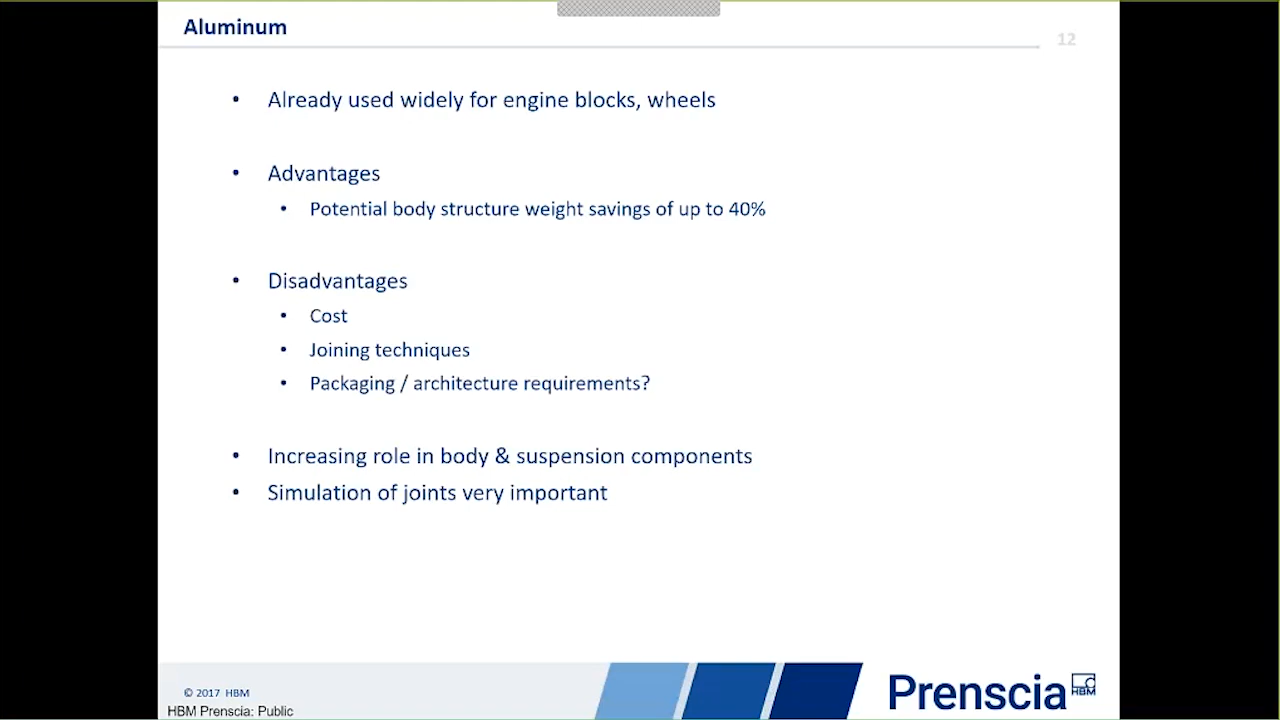 Aluminum
12
• Already used widely for engine blocks, wheels
• Advantages
• Potential body structure weight savings of up to 40%
• Disadvantages
• Cost
• Joining techniques
• Packaging / architecture requirements?
• Increasing role in body & suspension components
• Simulation of joints very important
© 2017 HBM
HBM Prenscia: Public
Prenscia
HBM